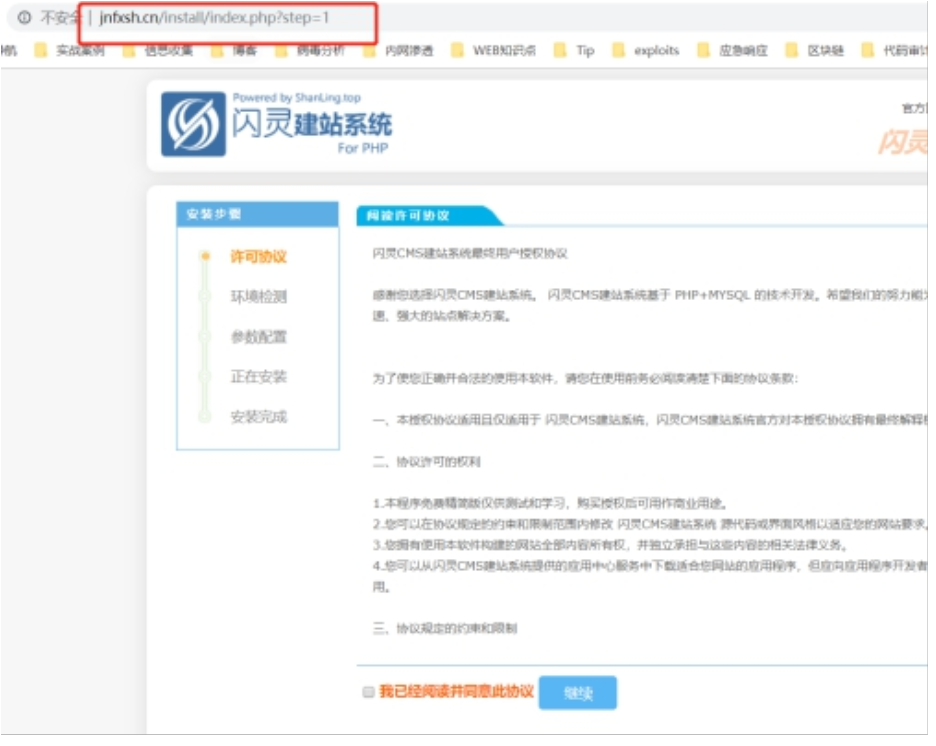 不安全 | jnfxsh.cn/install/index.php?step=1
实战案例 信息收集 博客 病毒分析 内网渗透 WEB知识点 Tip exploits 应急响应 区块链 代码审计
Powered by ShanLing.top
闪灵建站系统
For PHP
官方
闪灵
安装步骤
许可协议
环境检测
参数配置
正在安装
安装完成
阅读许可协议
闪灵CMS建站系统最终用户授权协议
感谢您选择闪灵CMS建站系统。 闪灵CMS建站系统基于 PHP+MYSQL 的技术开发。希望我们的努力能为
速、强大的站点解决方案。
为了使您正确并合法的使用本软件，请您在使用前务必阅读清楚下面的协议条款：
一、本授权协议适用且仅适用于 闪灵CMS建站系统，闪灵CMS建站系统官方对本授权协议拥有最终解释权
二、协议许可的权利
1.本程序免费精简版仅供测试和学习，购买授权后可用作商业用途。
2.您可以在协议规定的约束和限制范围内修改 闪灵CMS建站系统 源代码或界面风格以适应您的网站要求。
3.您拥有使用本软件构建的网站全部内容所有权，并独立承担与这些内容的相关法律义务。
4.您可以从闪灵CMS建站系统提供的应用中心服务中下载适合您网站的应用程序，但应向应用程序开发者
用。
三、协议规定的约束和限制
我已经阅读并同意此协议
继续